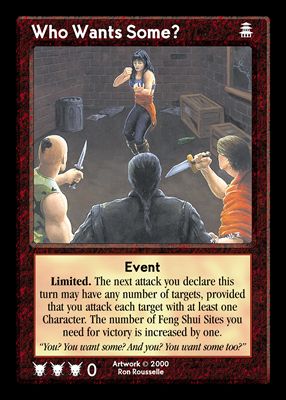 Who Wants Some?
Event
Limited. The next attack you declare this
turn may have any number of targets, provided
that you attack each target with at least one
Character. The number of Feng Shui Sites you
need for victory is increased by one.
"You? You want some? And you? You want some too?"
0
Artwork © 2000
Ron Rousselle